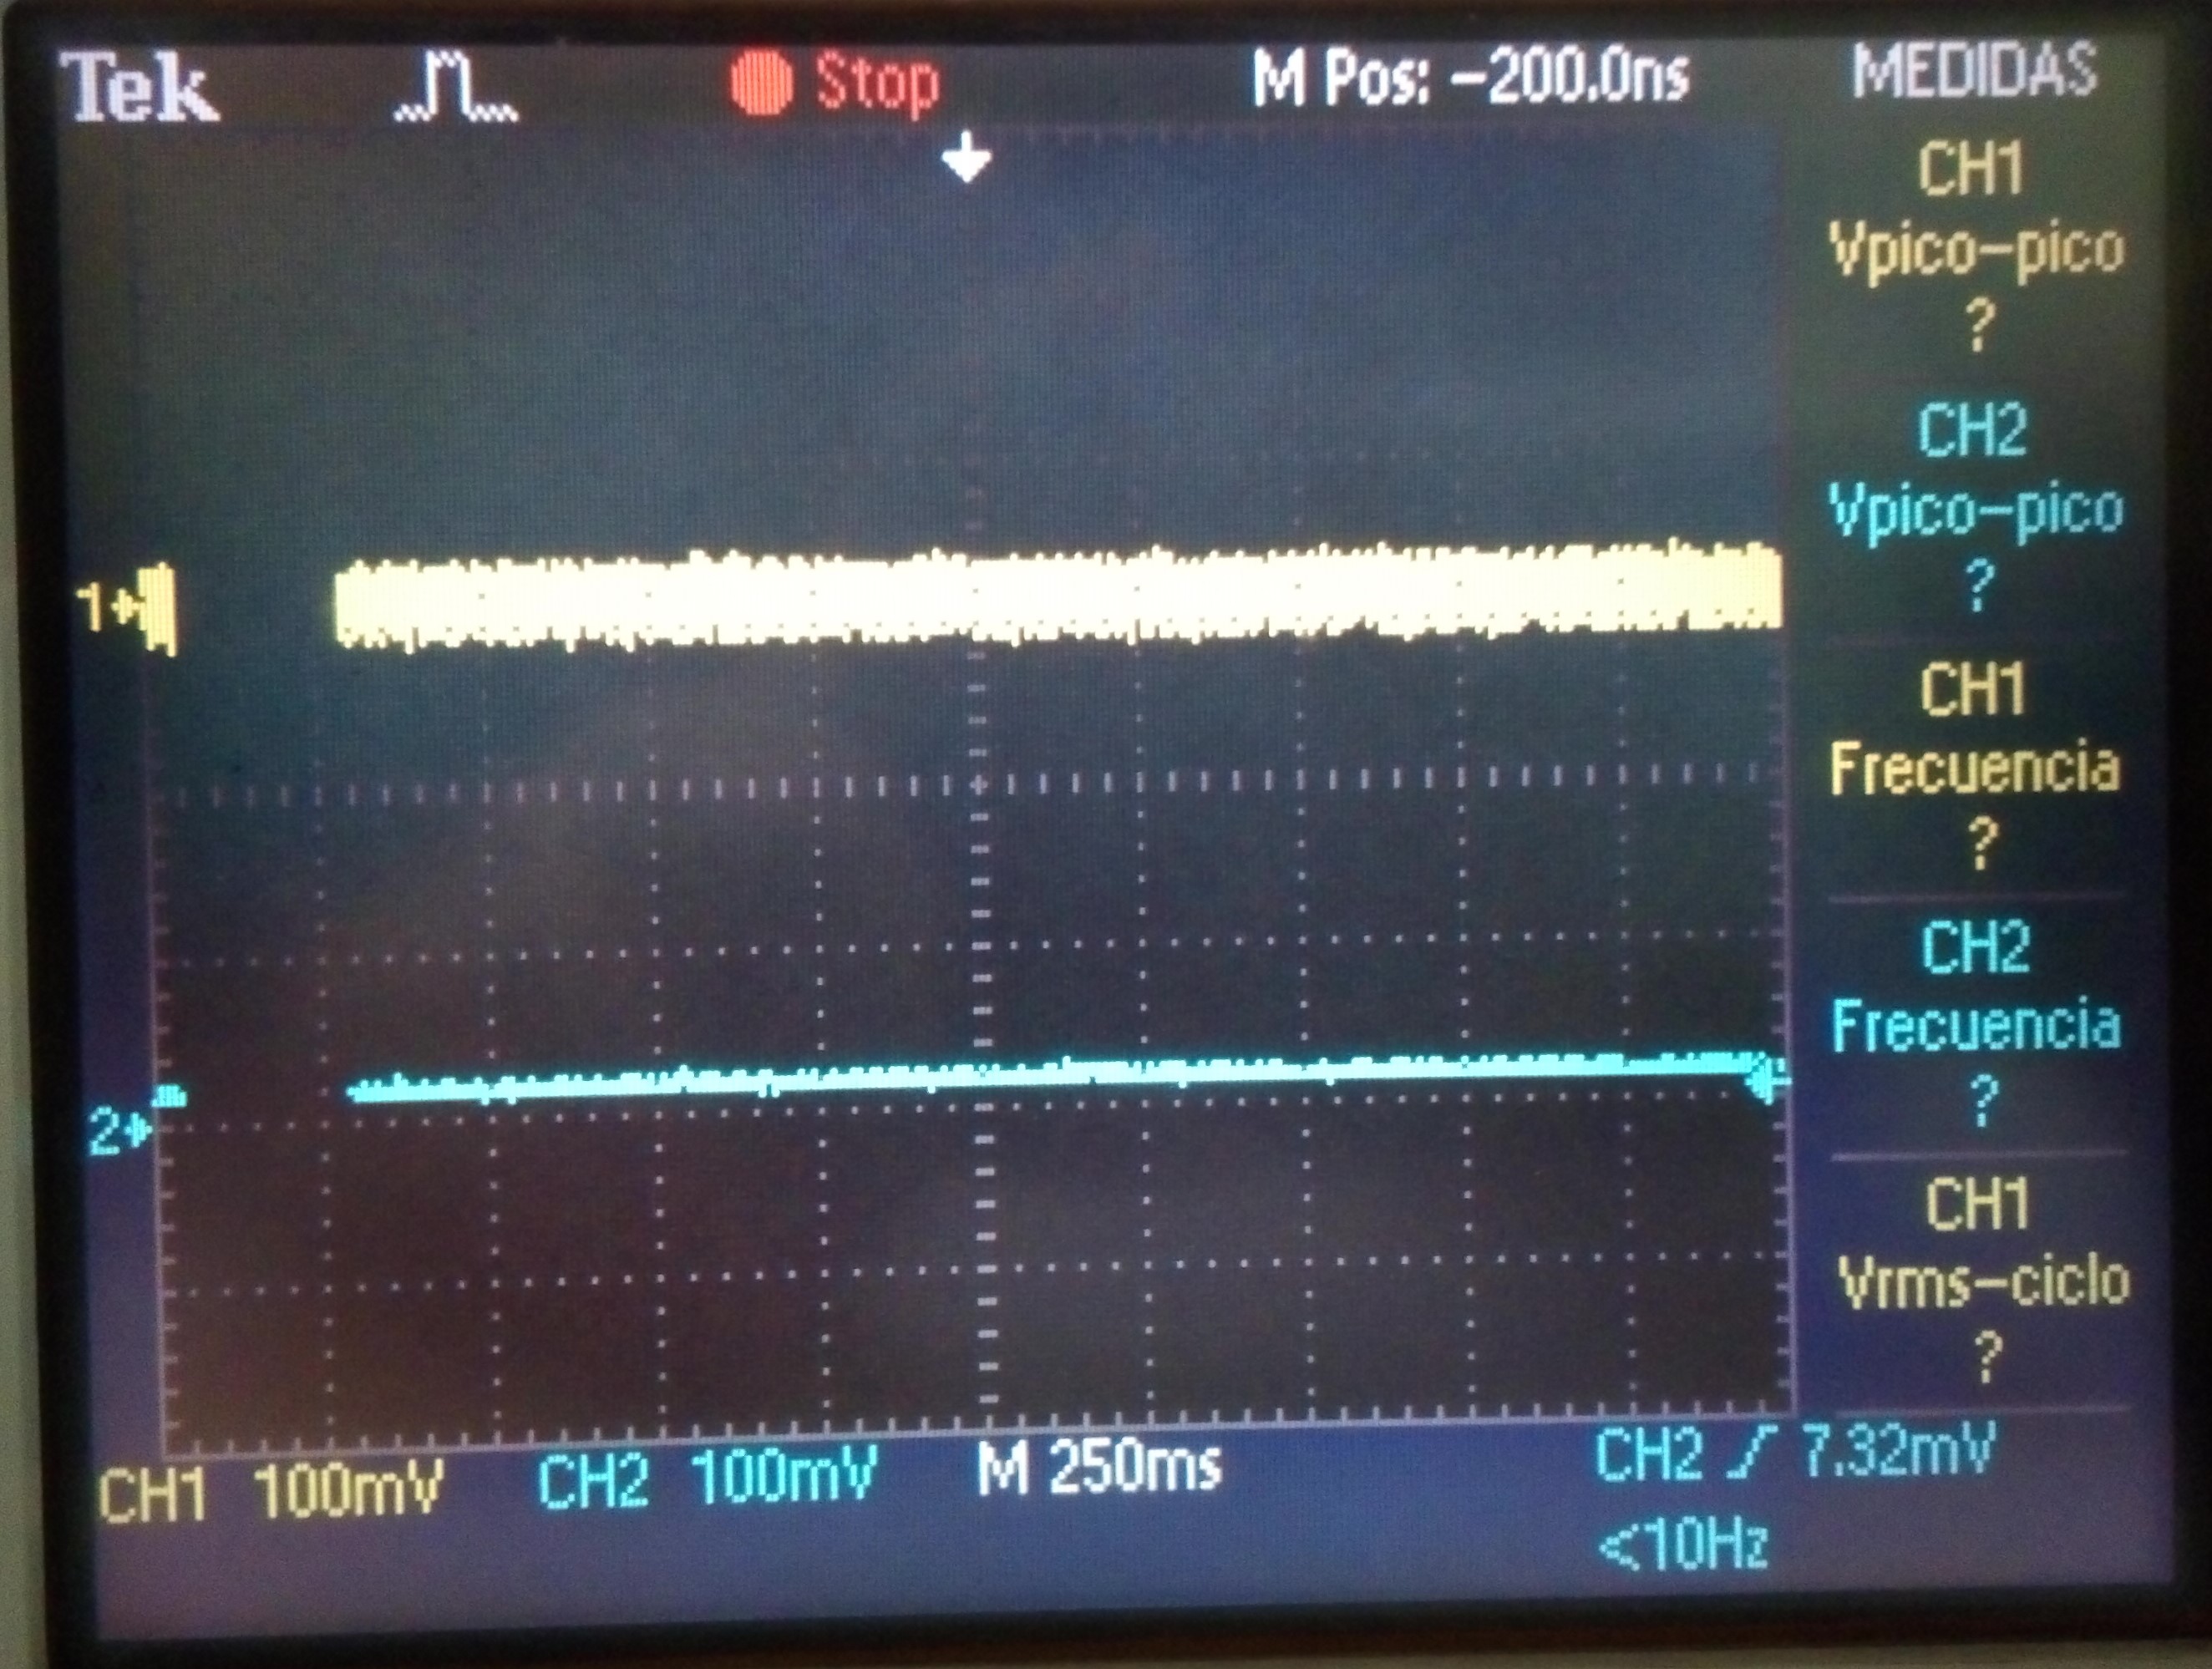 Tek Stop M Pos: -200.0ns MEDIDAS
CH1
Vpico-pico
?
CH2
Vpico-pico
?
CH1
Frecuencia
?
CH2
Frecuencia
?
CH1
Vrms-ciclo
?
1
2
CH1 100mV CH2 100mV M 250ms CH2 7.32mV
<10Hz